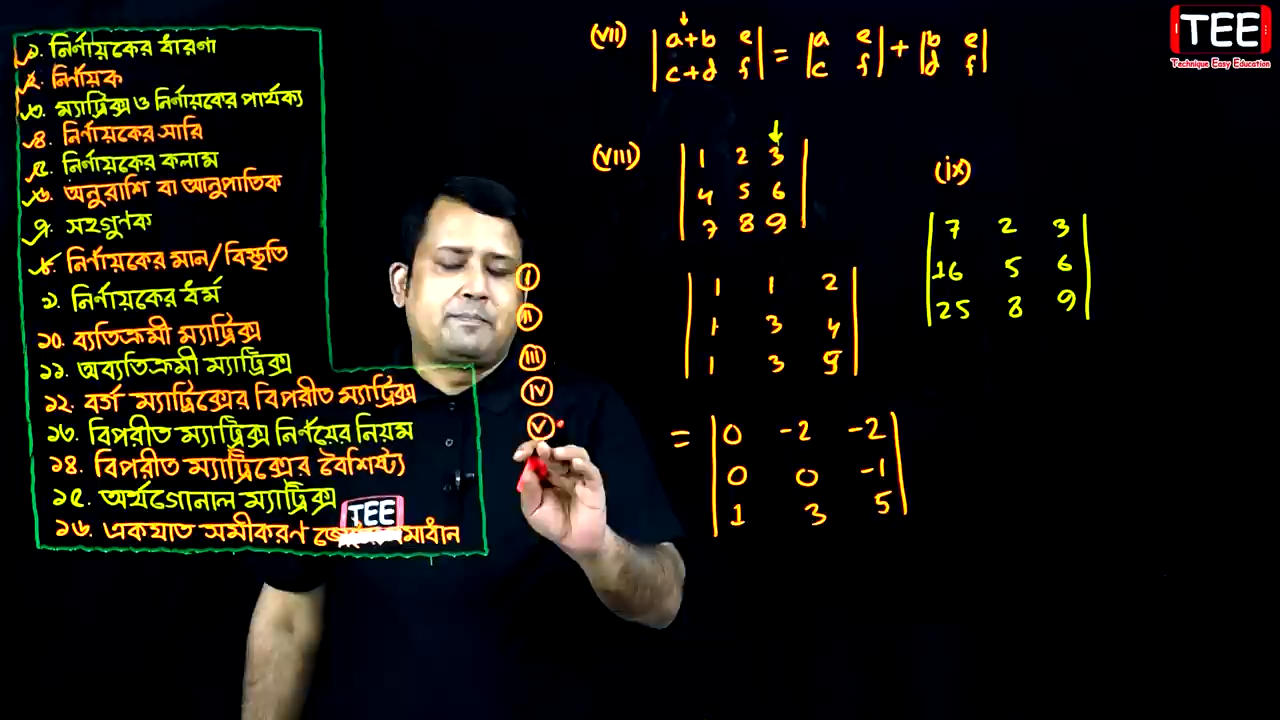 ১. নির্ণায়কের ধারণা
২. নির্ণায়ক
৩. ম্যাট্রিক্স ও নির্ণায়কের পার্থক্য
৪. নির্ণায়কের সারি
৫. নির্ণায়কের কলাম
৬. অনুরাশি বা আনুপাতিক
৭. সহগুণক
৮. নির্ণায়কের মান/বিস্তৃতি
৯. নির্ণায়কের ধর্ম
১০. ব্যতিক্রমী ম্যাট্রিক্স
১১. অব্যতিক্রমী ম্যাট্রিক্স
১২. বর্গ ম্যাট্রিক্সের বিপরীত ম্যাট্রিক্স
১৩. বিপরীত ম্যাট্রিক্স নির্ণয়ের নিয়ম
১৪. বিপরীত ম্যাট্রিক্সের বৈশিষ্ট্য
১৫. অর্থগোনাল ম্যাট্রিক্স
১৬. একঘাত সমীকরণ
TEE
I
II
III
IV
V
(VII) |a+b e| = |a e| + |b e|
|c+d f| |c f| |d f|
(VIII)
1 2 3
4 5 6
7 8 9
1 1 2
1 3 4
1 3 5
= 0 -2 -2
0 0 -1
1 3 5
(ix)
7 2 3
16 5 6
25 8 9
TEE
Technique Easy Education